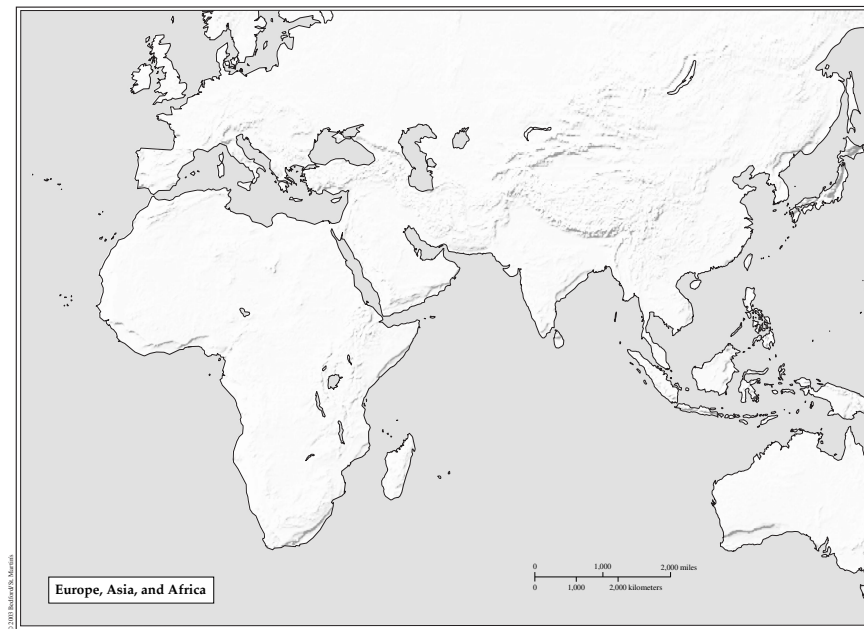 0 1,000 2,000 miles
0 1,000 2,000 kilometers
Europe, Asia, and Africa
© 2003 Bedford/St. Martin's